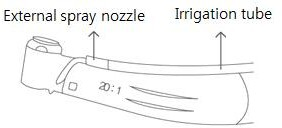 External spray nozzle
Irrigation tube
20:1